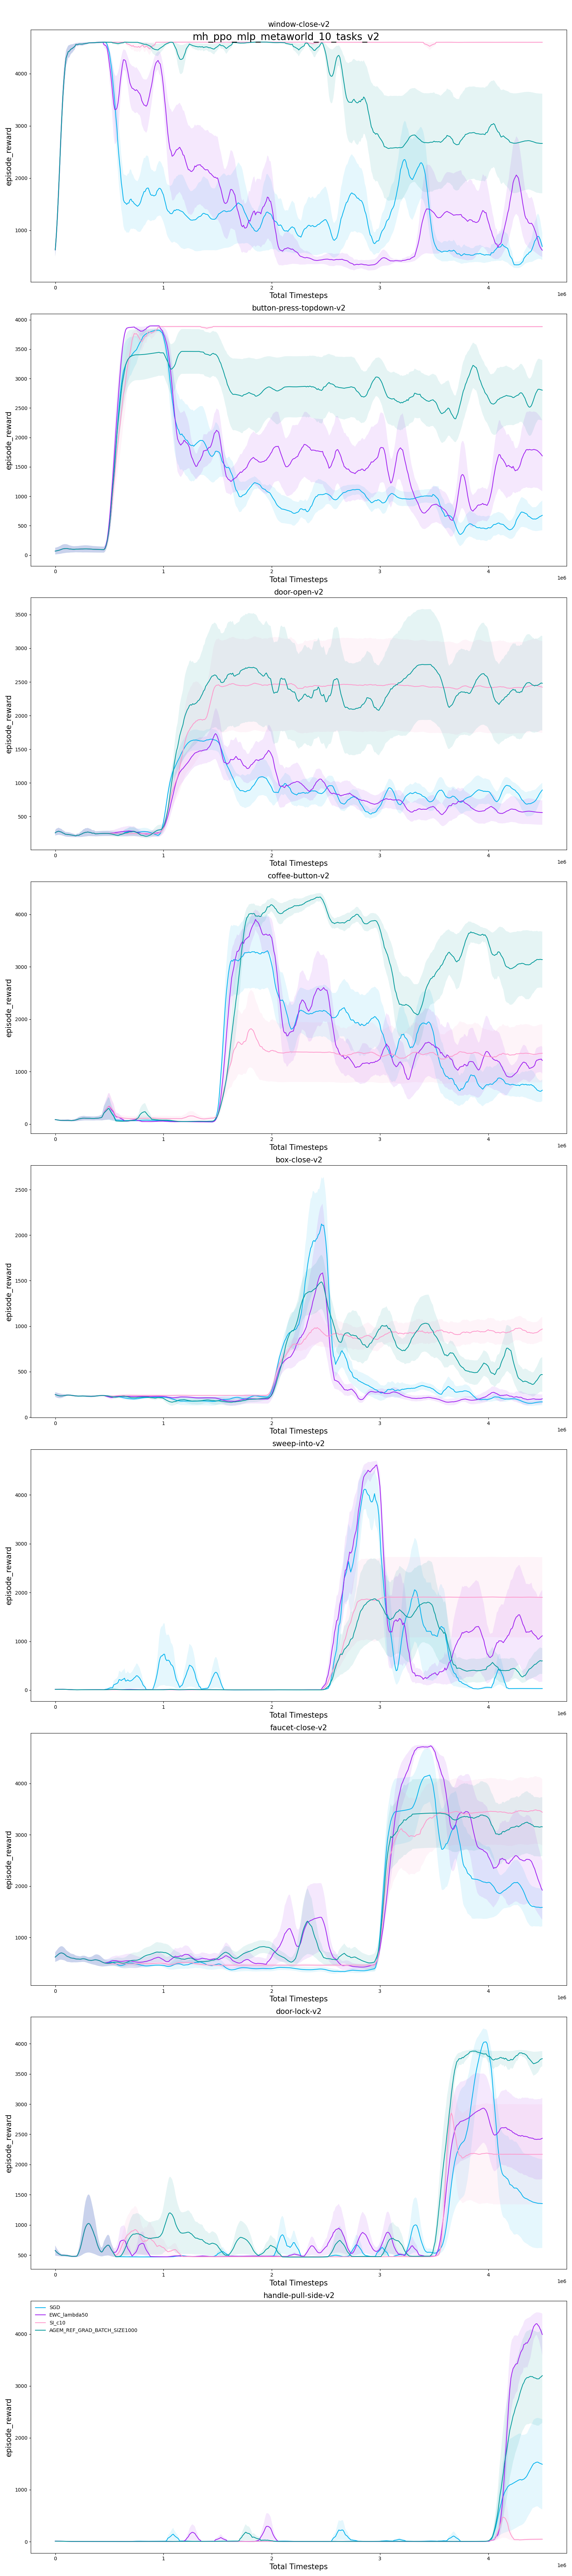 window-close-v2
mh_ppo_mlp_metaworld_10_tasks_v2
4000
3000
2000
1000
episode_reward
0 1 2 3 4
1e6
Total Timesteps
button-press-topdown-v2
4000
3500
3000
2500
2000
1500
1000
500
0
episode_reward
0 1 2 3 4
1e6
Total Timesteps
door-open-v2
3500
3000
2500
2000
1500
1000
500
episode_reward
0 1 2 3 4
1e6
Total Timesteps
coffee-button-v2
4000
3000
2000
1000
0
episode_reward
0 1 2 3 4
1e6
Total Timesteps
box-close-v2
2500
2000
1500
1000
500
0
episode_reward
0 1 2 3 4
1e6
Total Timesteps
sweep-into-v2
4000
3000
2000
1000
0
episode_reward
0 1 2 3 4
1e6
Total Timesteps
faucet-close-v2
4000
3000
2000
1000
episode_reward
0 1 2 3 4
1e6
Total Timesteps
door-lock-v2
4000
3500
3000
2500
2000
1500
1000
500
episode_reward
0 1 2 3 4
1e6
Total Timesteps
handle-pull-side-v2
SGD
EWC_lambda50
SI_c10
AGEM_REF_GRAD_BATCH_SIZE1000
4000
3000
2000
1000
0
episode_reward
0 1 2 3 4
1e6
Total Timesteps